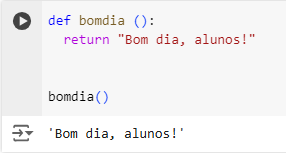 def bomdia ():
  return "Bom dia, alunos!"
bomdia()
'Bom dia, alunos!'